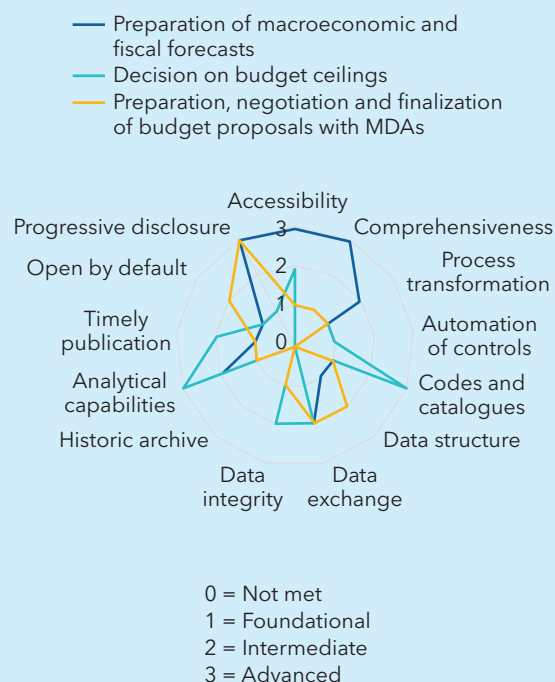 Preparation of macroeconomic and
fiscal forecasts
Decision on budget ceilings
Preparation, negotiation and finalization
of budget proposals with MDAs
Accessibility
Progressive disclosure
3
Comprehensiveness
Open by default
2
Process
transformation
1
Timely
publication
0
Automation
of controls
Analytical
capabilities
Codes and
catalogues
Historic archive
Data structure
Data
integrity
Data
exchange
0 = Not met
1 = Foundational
2 = Intermediate
3 = Advanced